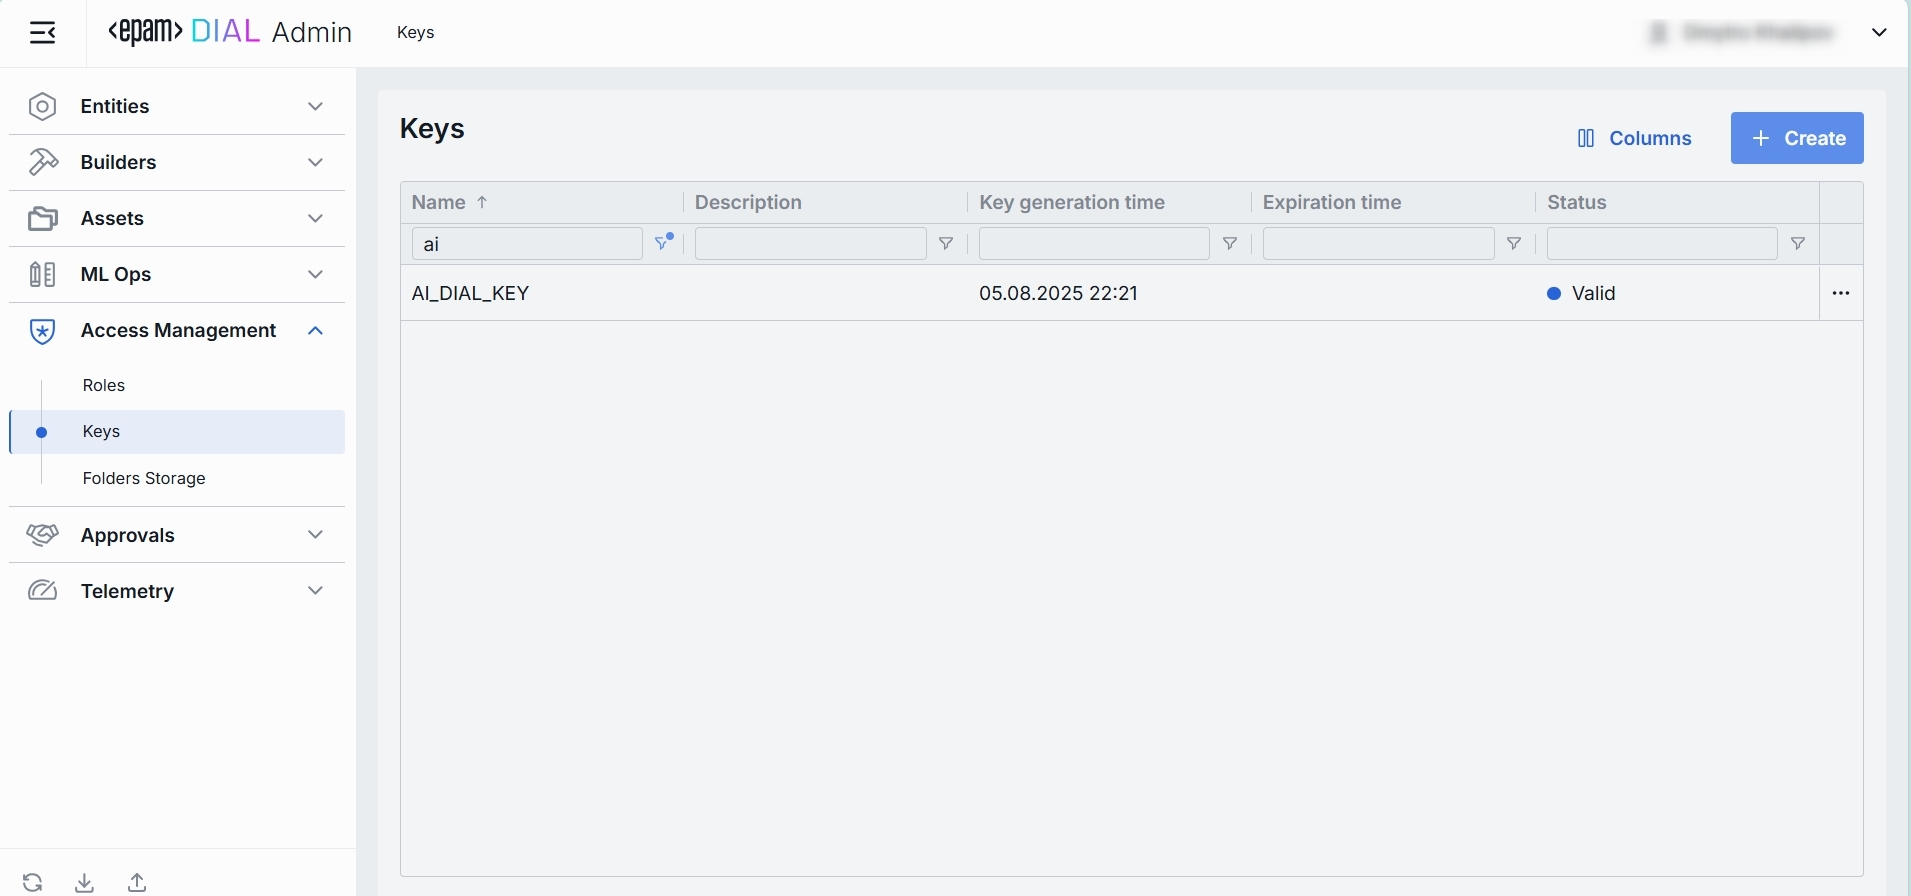 <epam> DIAL Admin
Keys
Entities
Builders
Assets
ML Ops
Access Management
Roles
Keys
Folders Storage
Approvals
Telemetry
Keys
Columns
+ Create
Name ↑ Description Key generation time Expiration time Status
ai
AI_DIAL_KEY 05.08.2025 22:21 Valid ...